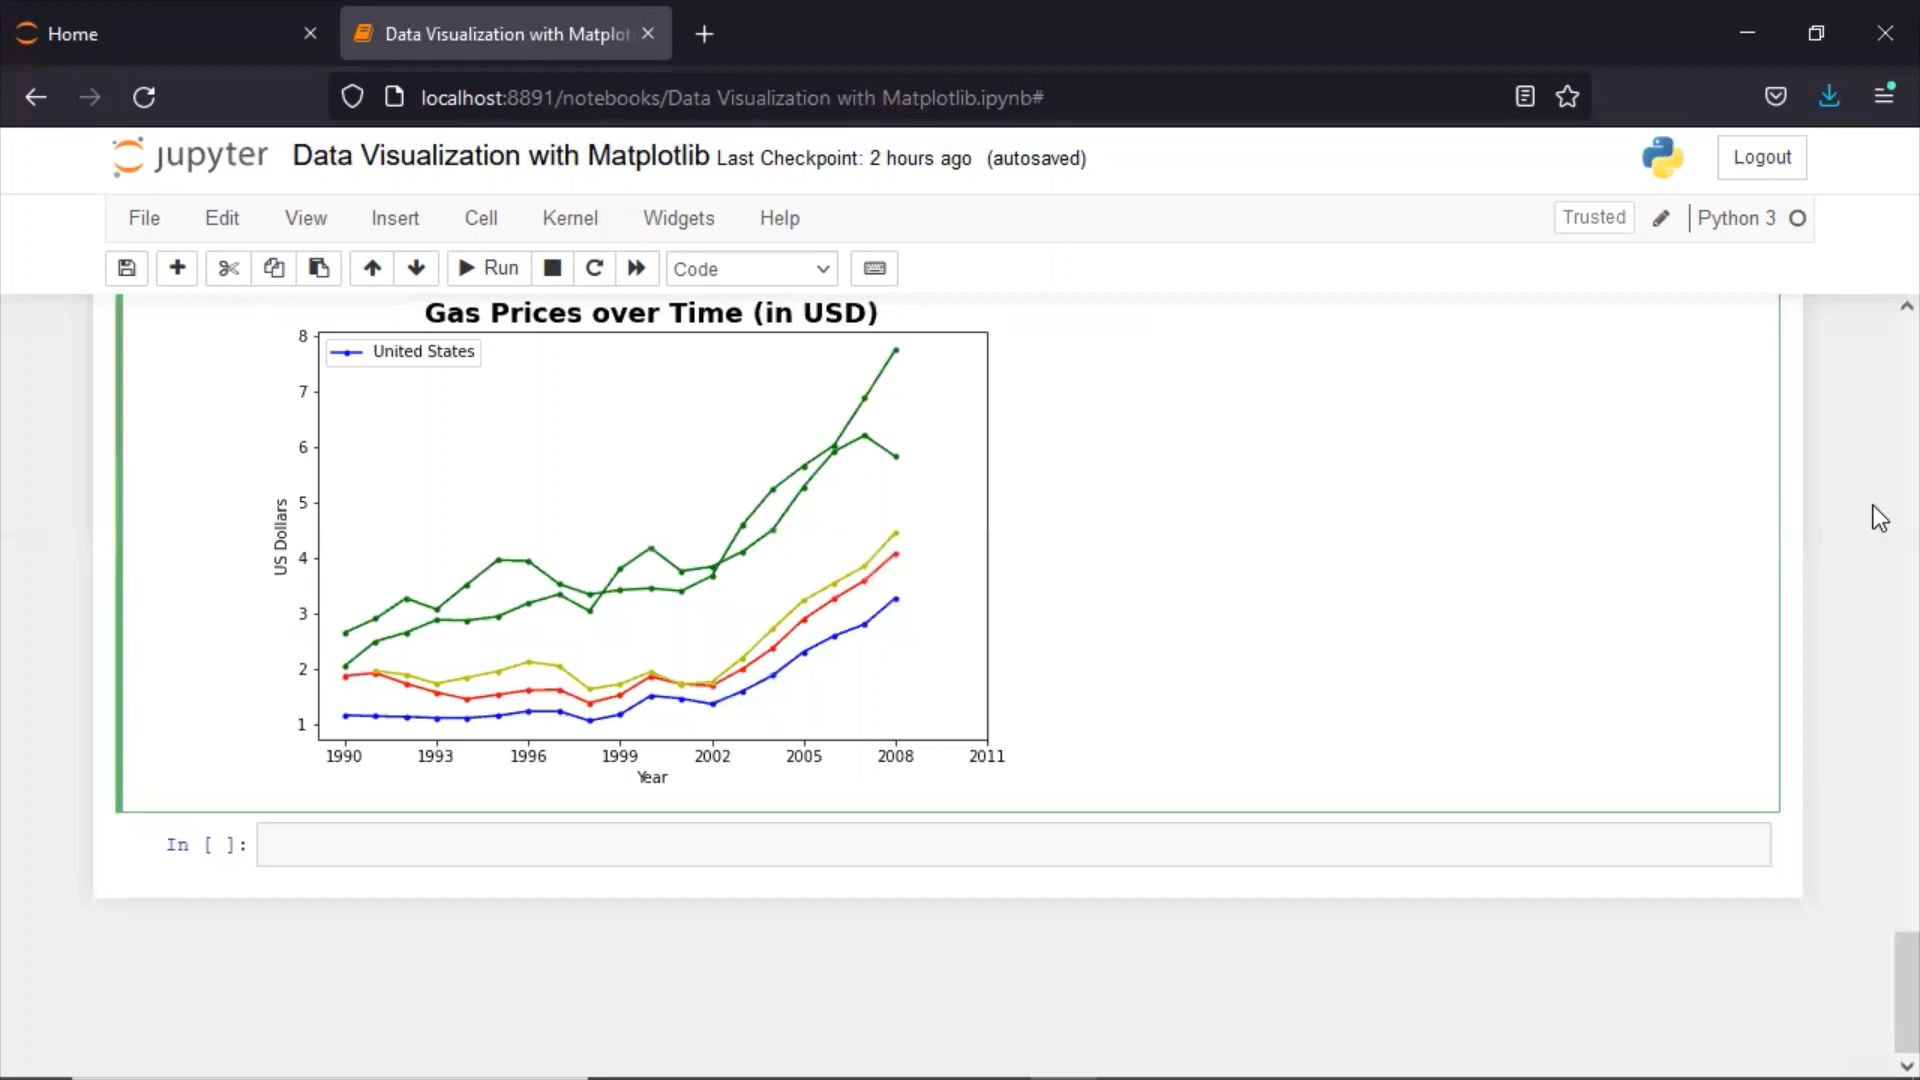 Home
Data Visualization with Matplot
localhost:8891/notebooks/Data Visualization with Matplotlib.ipynb#
jupyter Data Visualization with Matplotlib Last Checkpoint: 2 hours ago (autosaved)
Logout
File Edit View Insert Cell Kernel Widgets Help
Trusted Python 3
Run Code
Gas Prices over Time (in USD)
United States
8
7
6
5
4
3
2
1
US Dollars
1990 1993 1996 1999 2002 2005 2008 2011
Year
In [ ]: